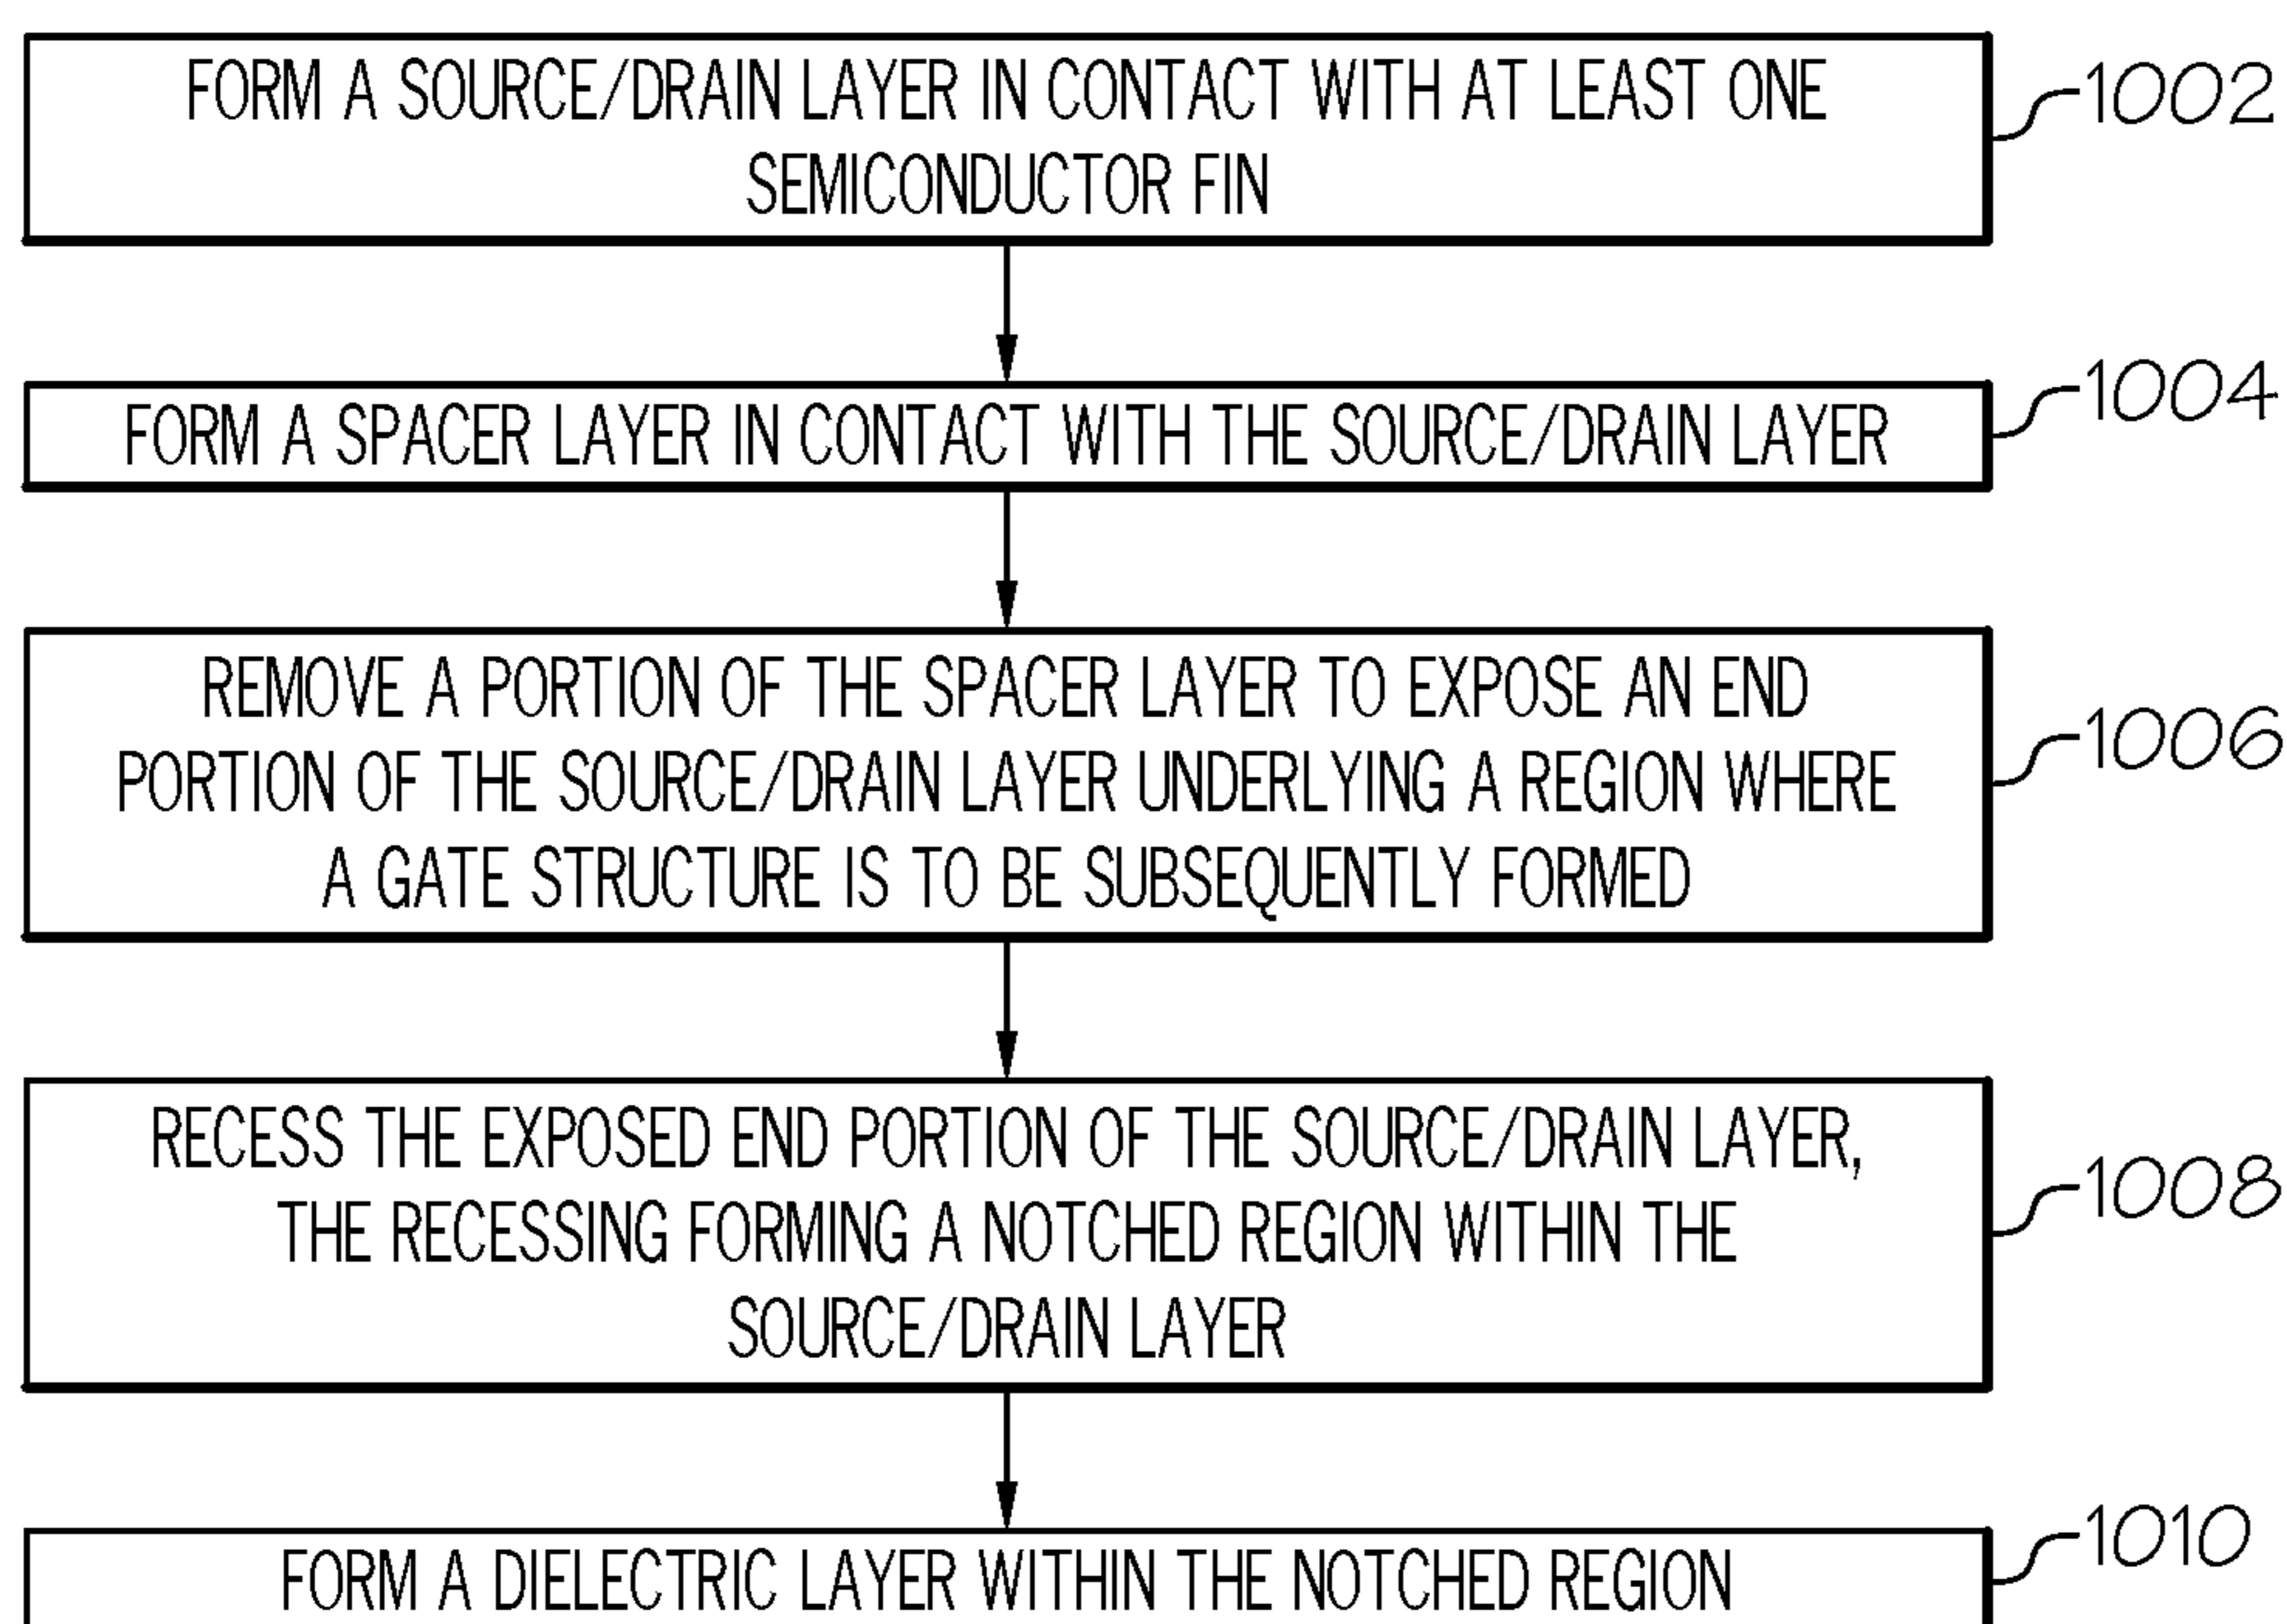 FORM A SOURCE/DRAIN LAYER IN CONTACT WITH AT LEAST ONE
SEMICONDUCTOR FIN
1002
FORM A SPACER LAYER IN CONTACT WITH THE SOURCE/DRAIN LAYER
1004
REMOVE A PORTION OF THE SPACER LAYER TO EXPOSE AN END
PORTION OF THE SOURCE/DRAIN LAYER UNDERLYING A REGION WHERE
A GATE STRUCTURE IS TO BE SUBSEQUENTLY FORMED
1006
RECESS THE EXPOSED END PORTION OF THE SOURCE/DRAIN LAYER,
THE RECESSING FORMING A NOTCHED REGION WITHIN THE
SOURCE/DRAIN LAYER
1008
FORM A DIELECTRIC LAYER WITHIN THE NOTCHED REGION
1010